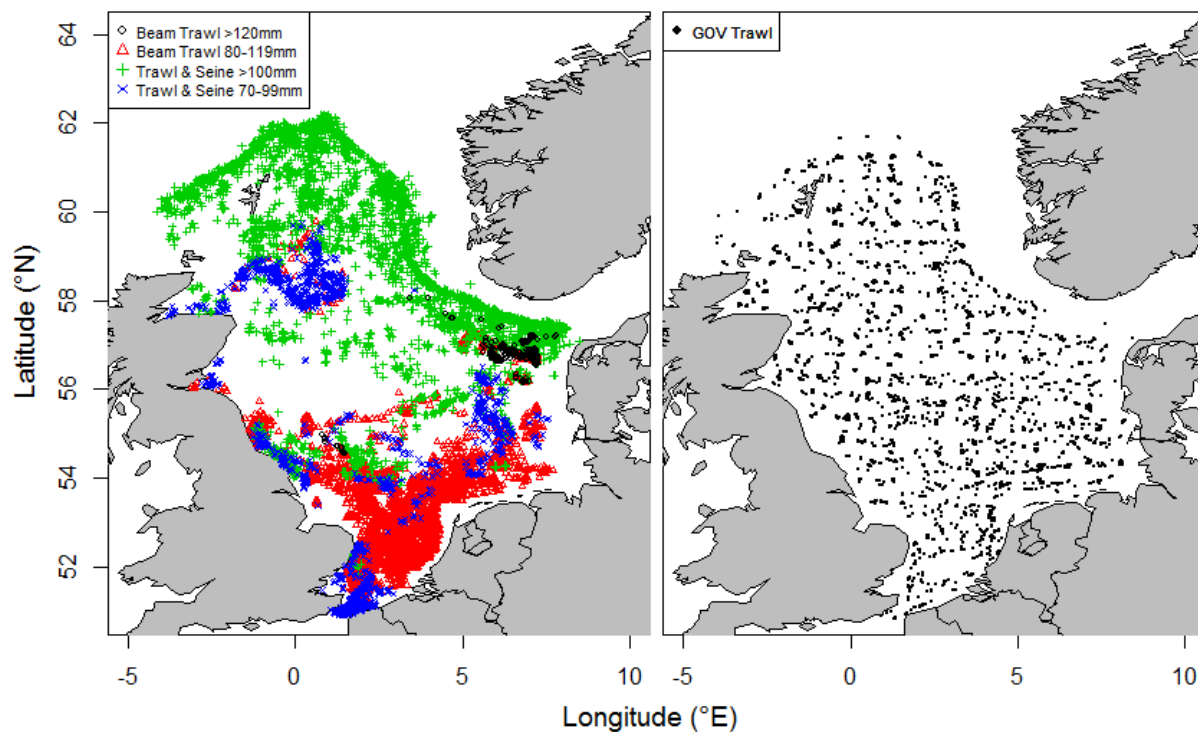 Beam Trawl >120mm
Beam Trawl 80-119mm
Trawl & Seine >100mm
Trawl & Seine 70-99mm
GOV Trawl
64
62
60
58
56
54
52
Latitude (°N)
-5 0 5 10 -5 0 5 10
Longitude (°E)